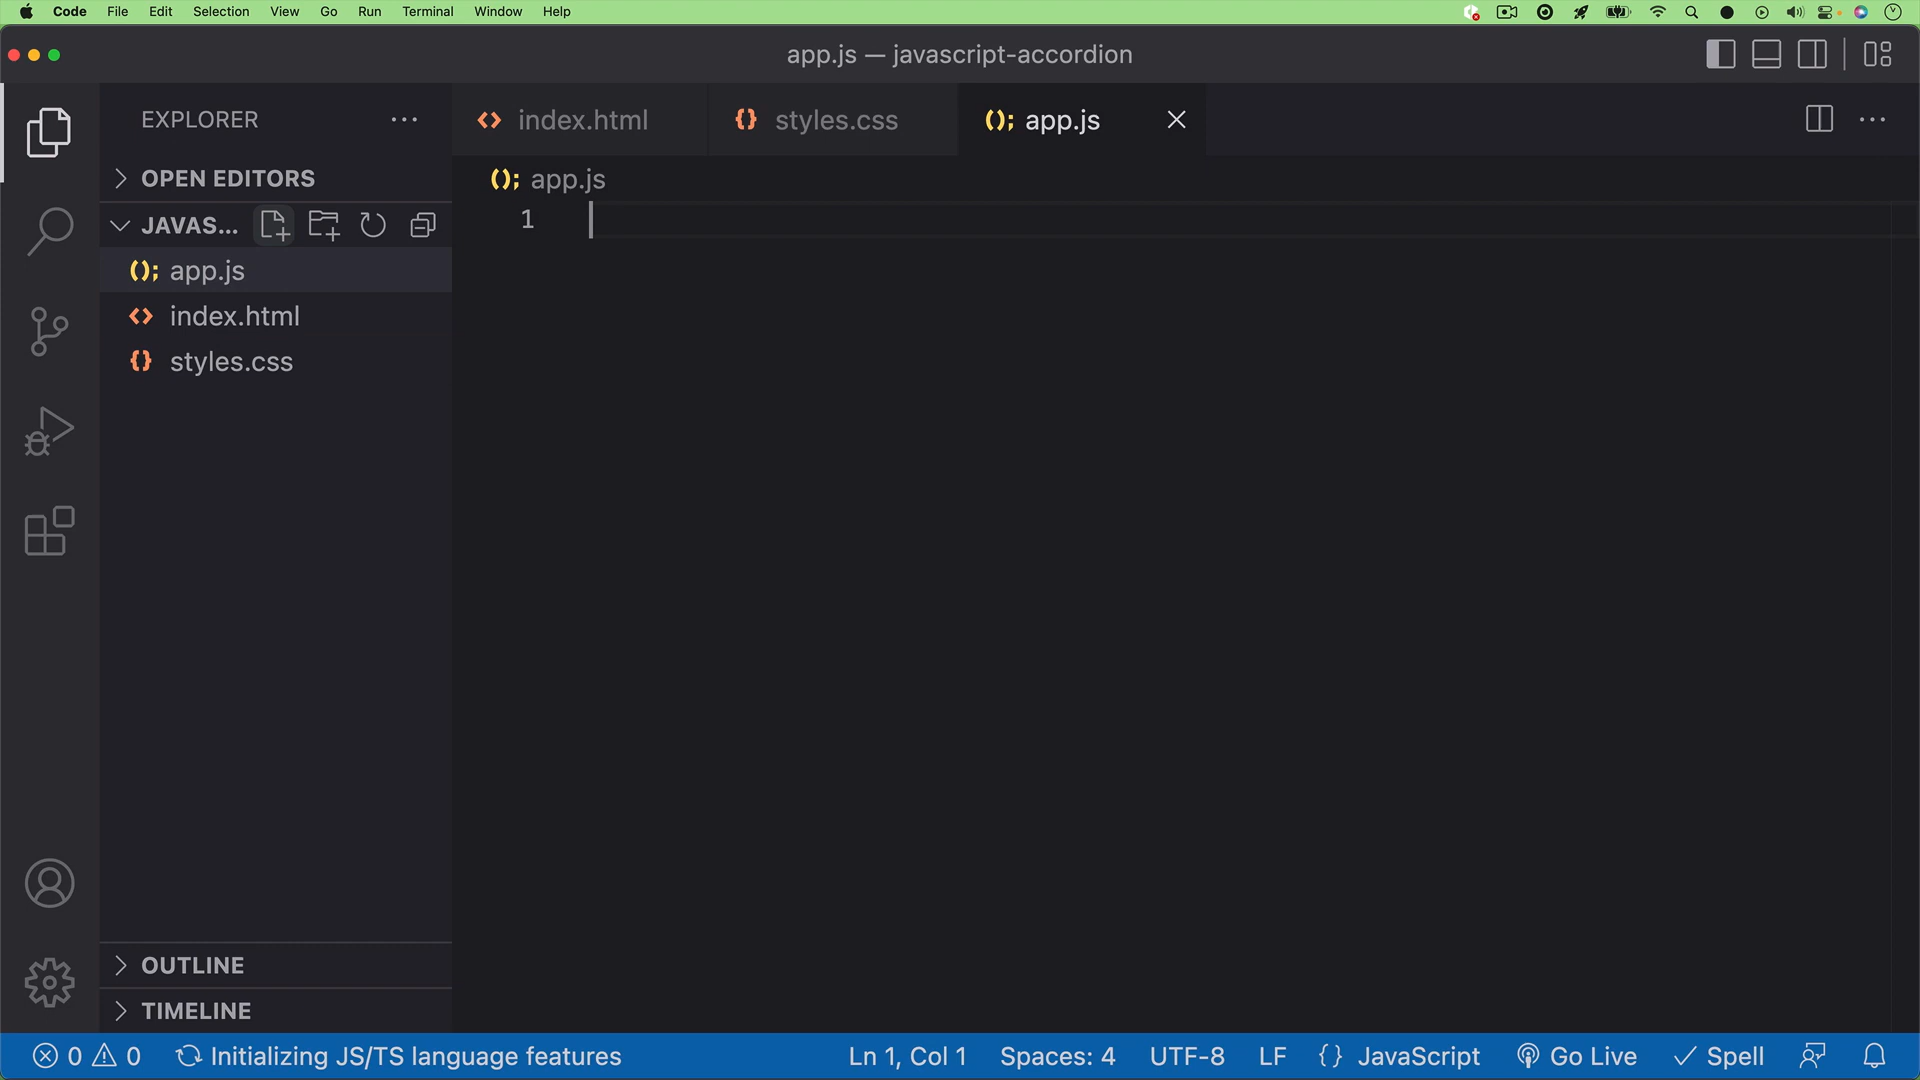 Code File Edit Selection View Go Run Terminal Window Help
app.js — javascript-accordion
EXPLORER
index.html
styles.css
app.js
OPEN EDITORS
app.js
JAVAS...
1
app.js
index.html
styles.css
OUTLINE
TIMELINE
0 0 Initializing JS/TS language features Ln 1, Col 1 Spaces: 4 UTF-8 LF {} JavaScript Go Live Spell